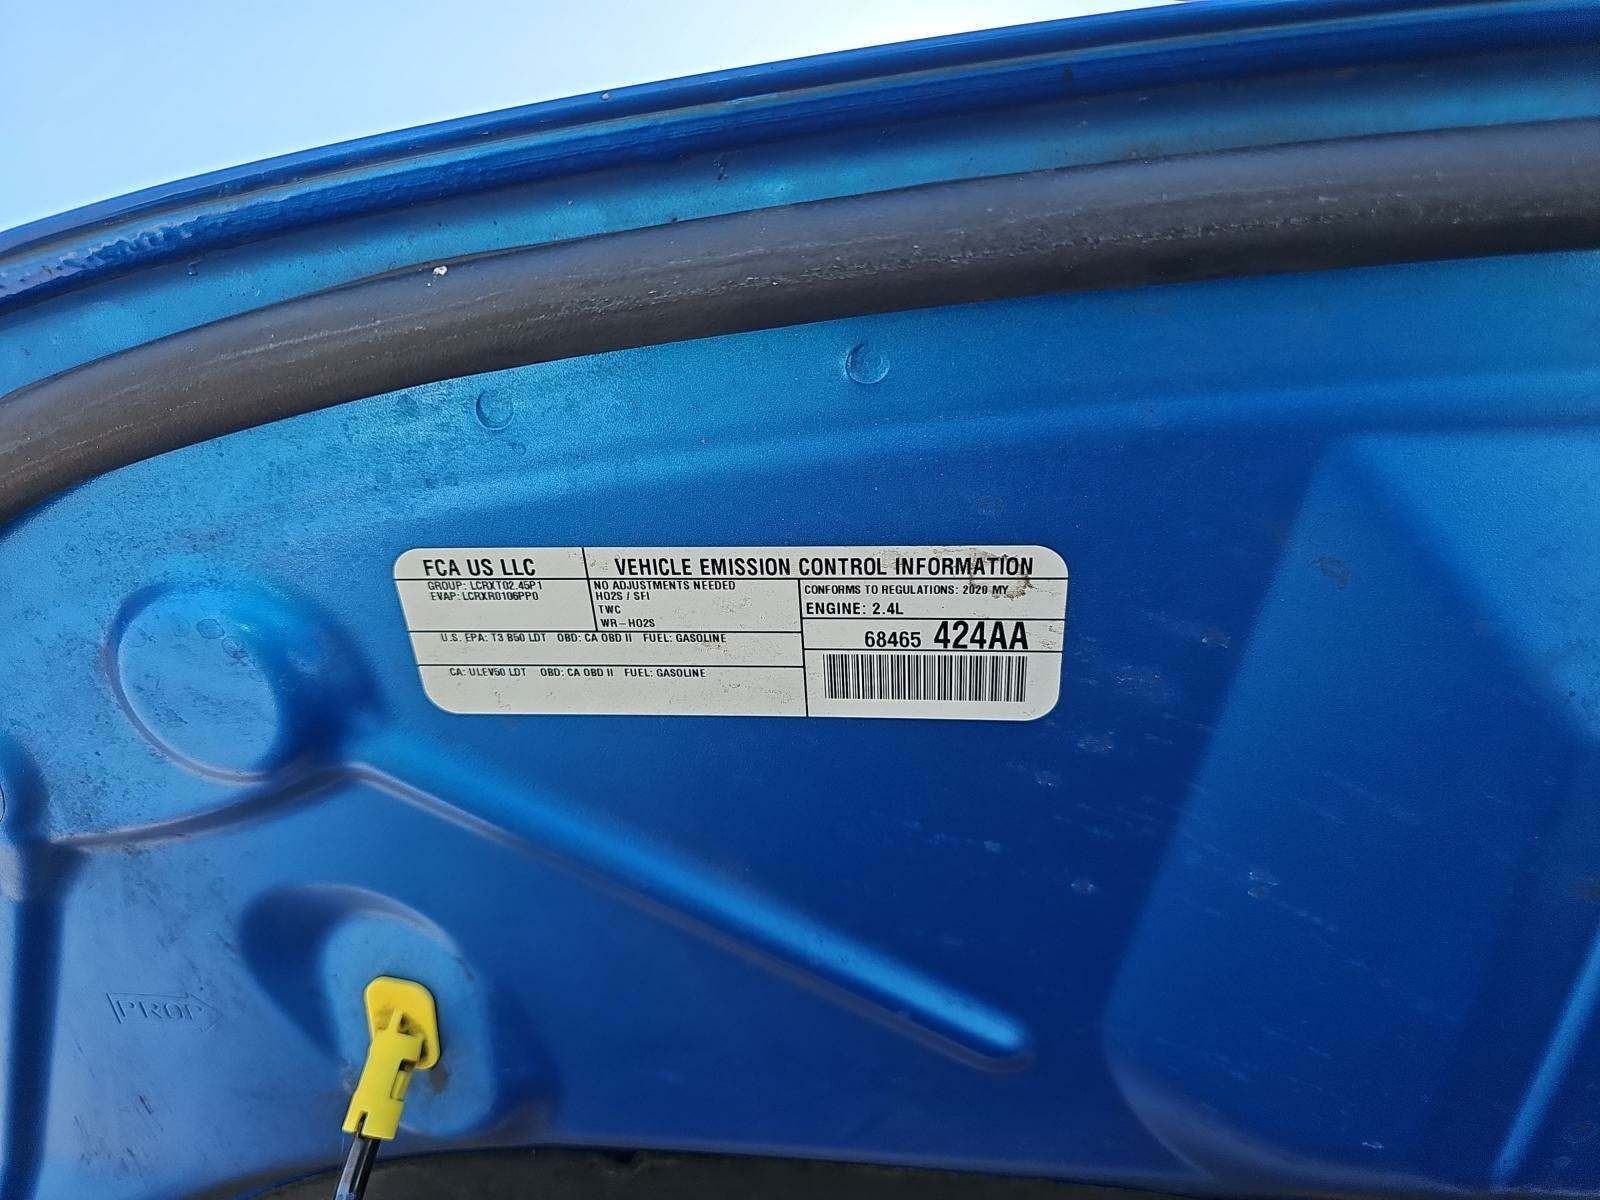 FCA US LLC
VEHICLE EMISSION CONTROL INFORMATION
GROUP: LCRXT02.45P1
EVAP: LCRXR0106PP0
NO ADJUSTMENTS NEEDED
HO2S / SFI
TWC
WR-HO2S
CONFORMS TO REGULATIONS: 2020 MY
ENGINE: 2.4L
U.S. EPA: T3 B50 LDT OBD: CA OBD II FUEL: GASOLINE
68465 424AA
CA: ULEV50 LDT OBD: CA OBD II FUEL: GASOLINE
PROP